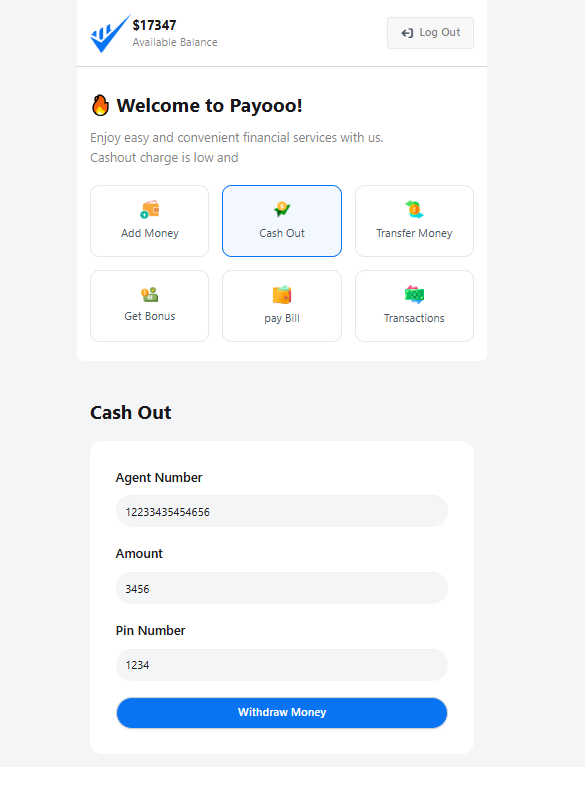 $17347
Available Balance
Log Out
Welcome to Payooo!
Enjoy easy and convenient financial services with us.
Cashout charge is low and
Add Money
Cash Out
Transfer Money
Get Bonus
pay Bill
Transactions
Cash Out
Agent Number
12233435454656
Amount
3456
Pin Number
1234
Withdraw Money